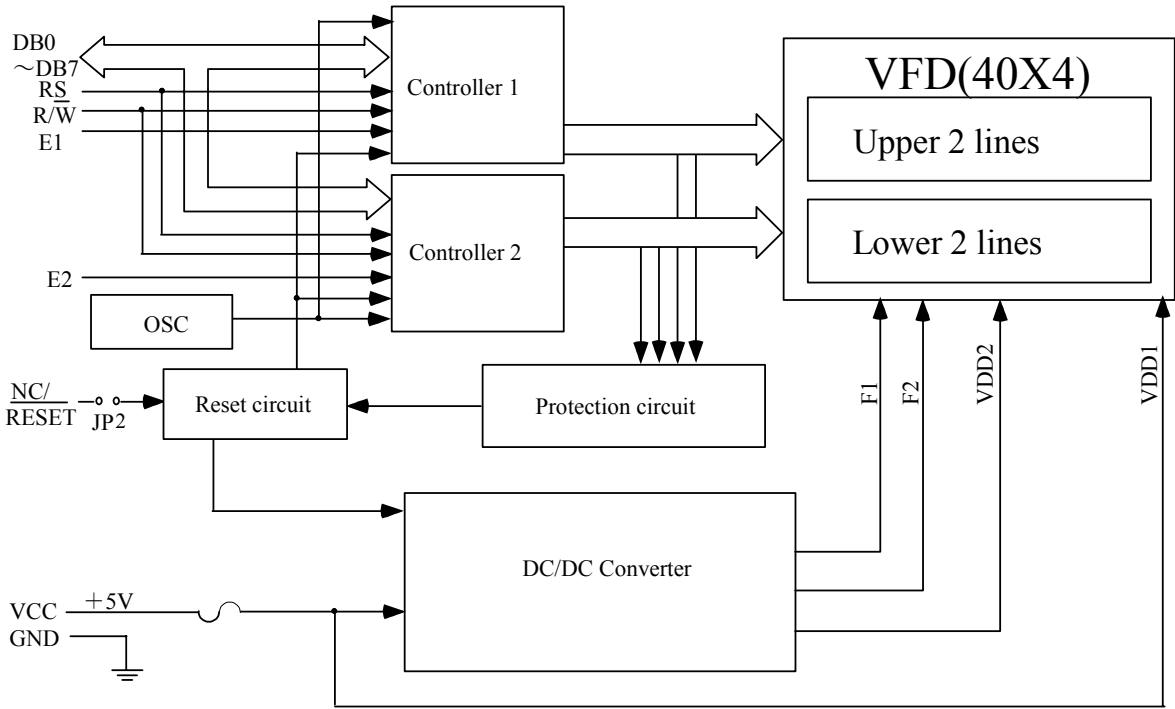 DB0
～DB7
RS
R/W̅
E1
E2
OSC
NC/
R̅E̅S̅E̅T̅
JP2
Controller 1
Controller 2
Reset circuit
Protection circuit
DC/DC Converter
VCC
+5V
GND
VFD(40X4)
Upper 2 lines
Lower 2 lines
F1
F2
VDD2
VDD1